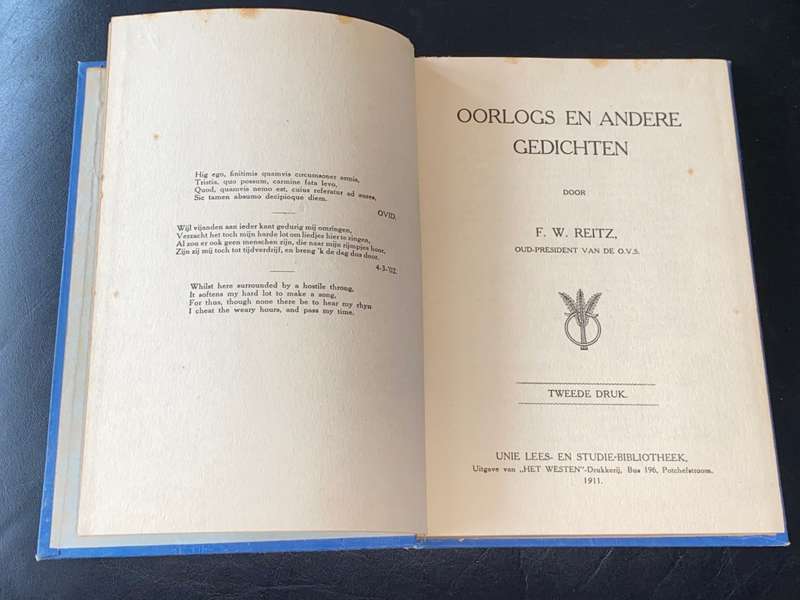 Hig ego, finitimis quamvis circumsoner armis,
Tristia, quo possum, carmine fata levo,
Quod, quamvis nemo est, cuius referatur ad aures,
Sic tamen absumo decipioque diem.
OVID.
Wijl vijanden aan ieder kant gedurig mij omringen,
Verzacht het toch mijn harde lot om liedjes hier te zingen,
Al zou er ook geen menschen zijn, die naar mijn rijmpjes hoor,
Zijn zij mij toch tot tijdverdrijf, en breng 'k de dag dus door.
4-3-'02.
Whilst here surrounded by a hostile throng,
It softens my hard lot to make a song,
For thus, though none there be to hear my rhym
I cheat the weary hours, and pass my time.
OORLOGS EN ANDERE
GEDICHTEN
DOOR
F. W. REITZ,
OUD-PRESIDENT VAN DE O.V.S.
TWEEDE DRUK.
UNIE LEES- EN STUDIE-BIBLIOTHEEK,
Uitgave van „HET WESTEN"-Drukkerij, Bus 196, Potchefstroom.
1911.